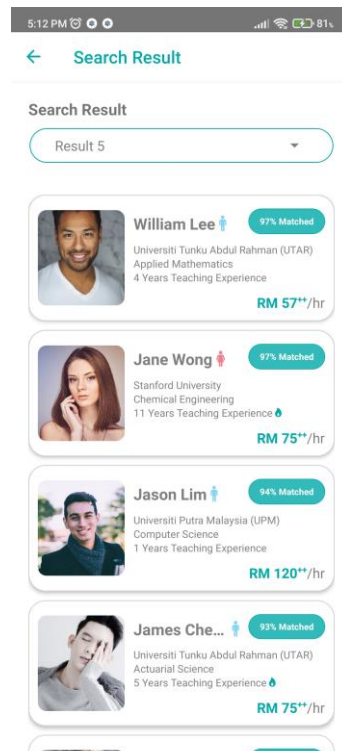 5:12 PM 81%
Search Result
Search Result
Result 5
William Lee 97% Matched
Universiti Tunku Abdul Rahman (UTAR)
Applied Mathematics
4 Years Teaching Experience
RM 57⁺⁺/hr
Jane Wong 97% Matched
Stanford University
Chemical Engineering
11 Years Teaching Experience
RM 75⁺⁺/hr
Jason Lim 94% Matched
Universiti Putra Malaysia (UPM)
Computer Science
1 Years Teaching Experience
RM 120⁺⁺/hr
James Che... 93% Matched
Universiti Tunku Abdul Rahman (UTAR)
Actuarial Science
5 Years Teaching Experience
RM 75⁺⁺/hr